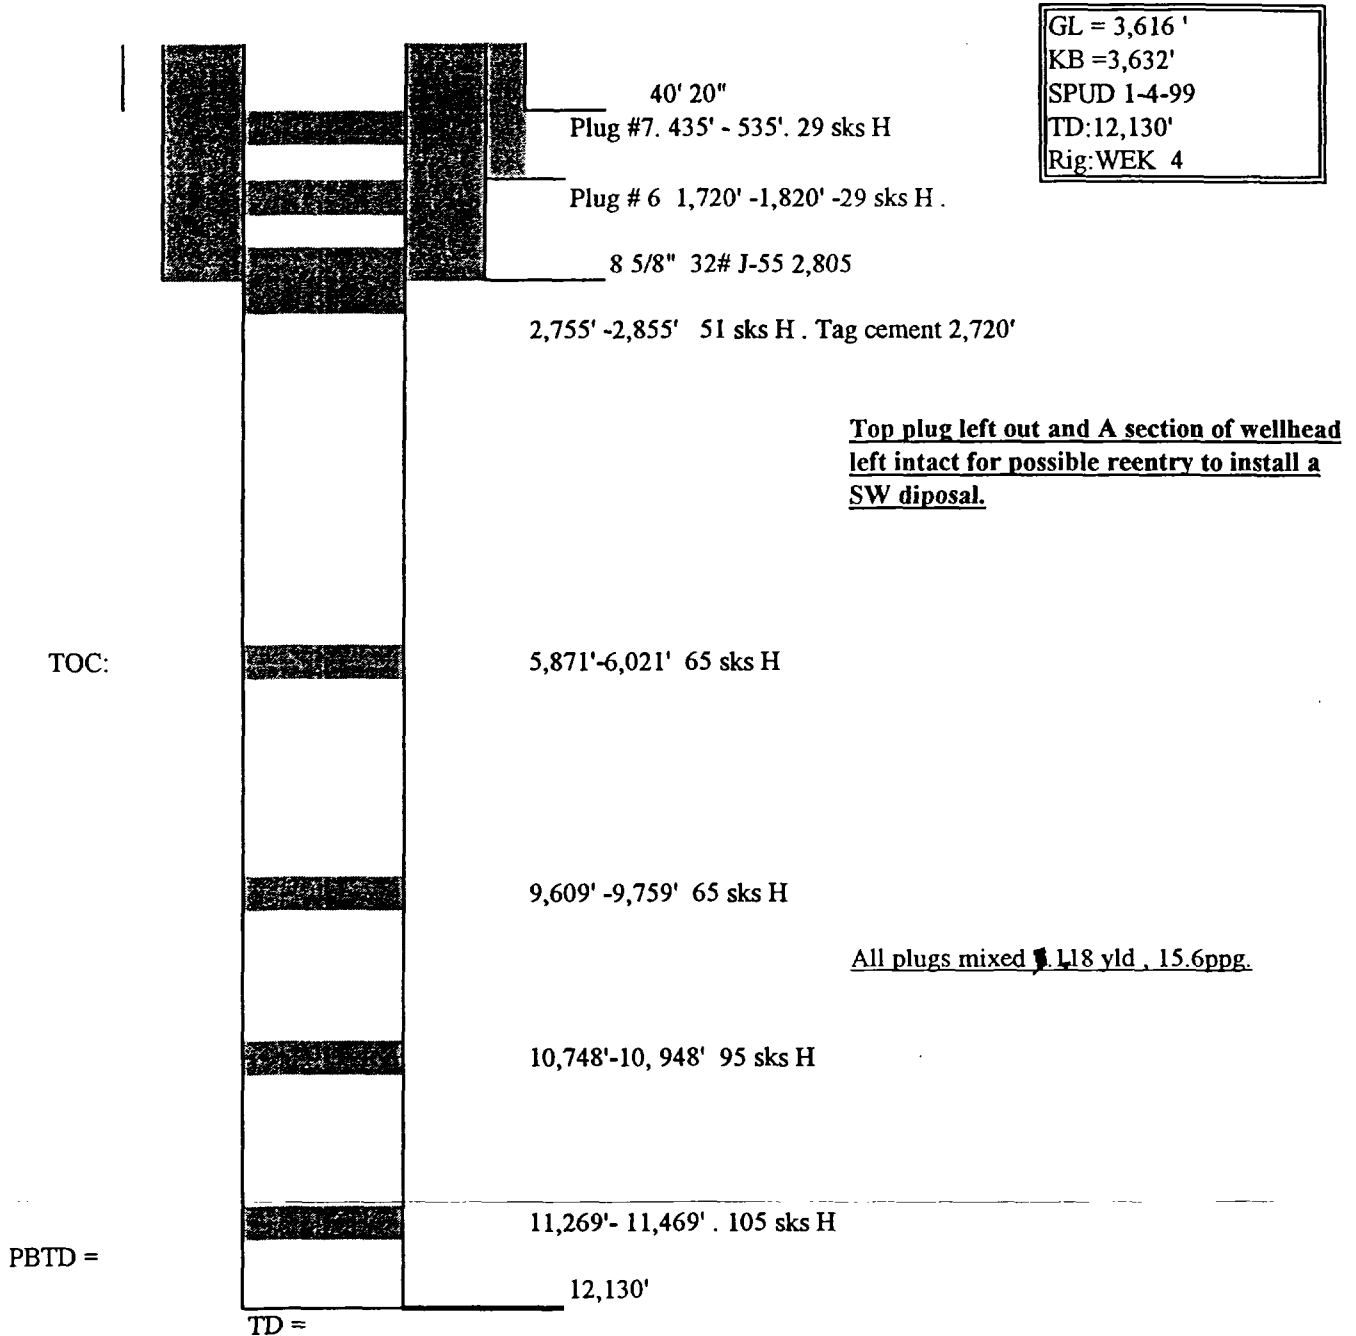 GL = 3,616 '
KB =3,632'
SPUD 1-4-99
TD:12,130'
Rig:WEK 4
40' 20"
Plug #7. 435' - 535'. 29 sks H
Plug # 6 1,720' -1,820' -29 sks H .
8 5/8" 32# J-55 2,805
2,755' -2,855' 51 sks H . Tag cement 2,720'
Top plug left out and A section of wellhead
left intact for possible reentry to install a
SW diposal.
TOC:
5,871'-6,021' 65 sks H
9,609' -9,759' 65 sks H
All plugs mixed 18 yld , 15.6ppg.
10,748'-10, 948' 95 sks H
11,269'- 11,469' . 105 sks H
PBTD =
12,130'
TD =